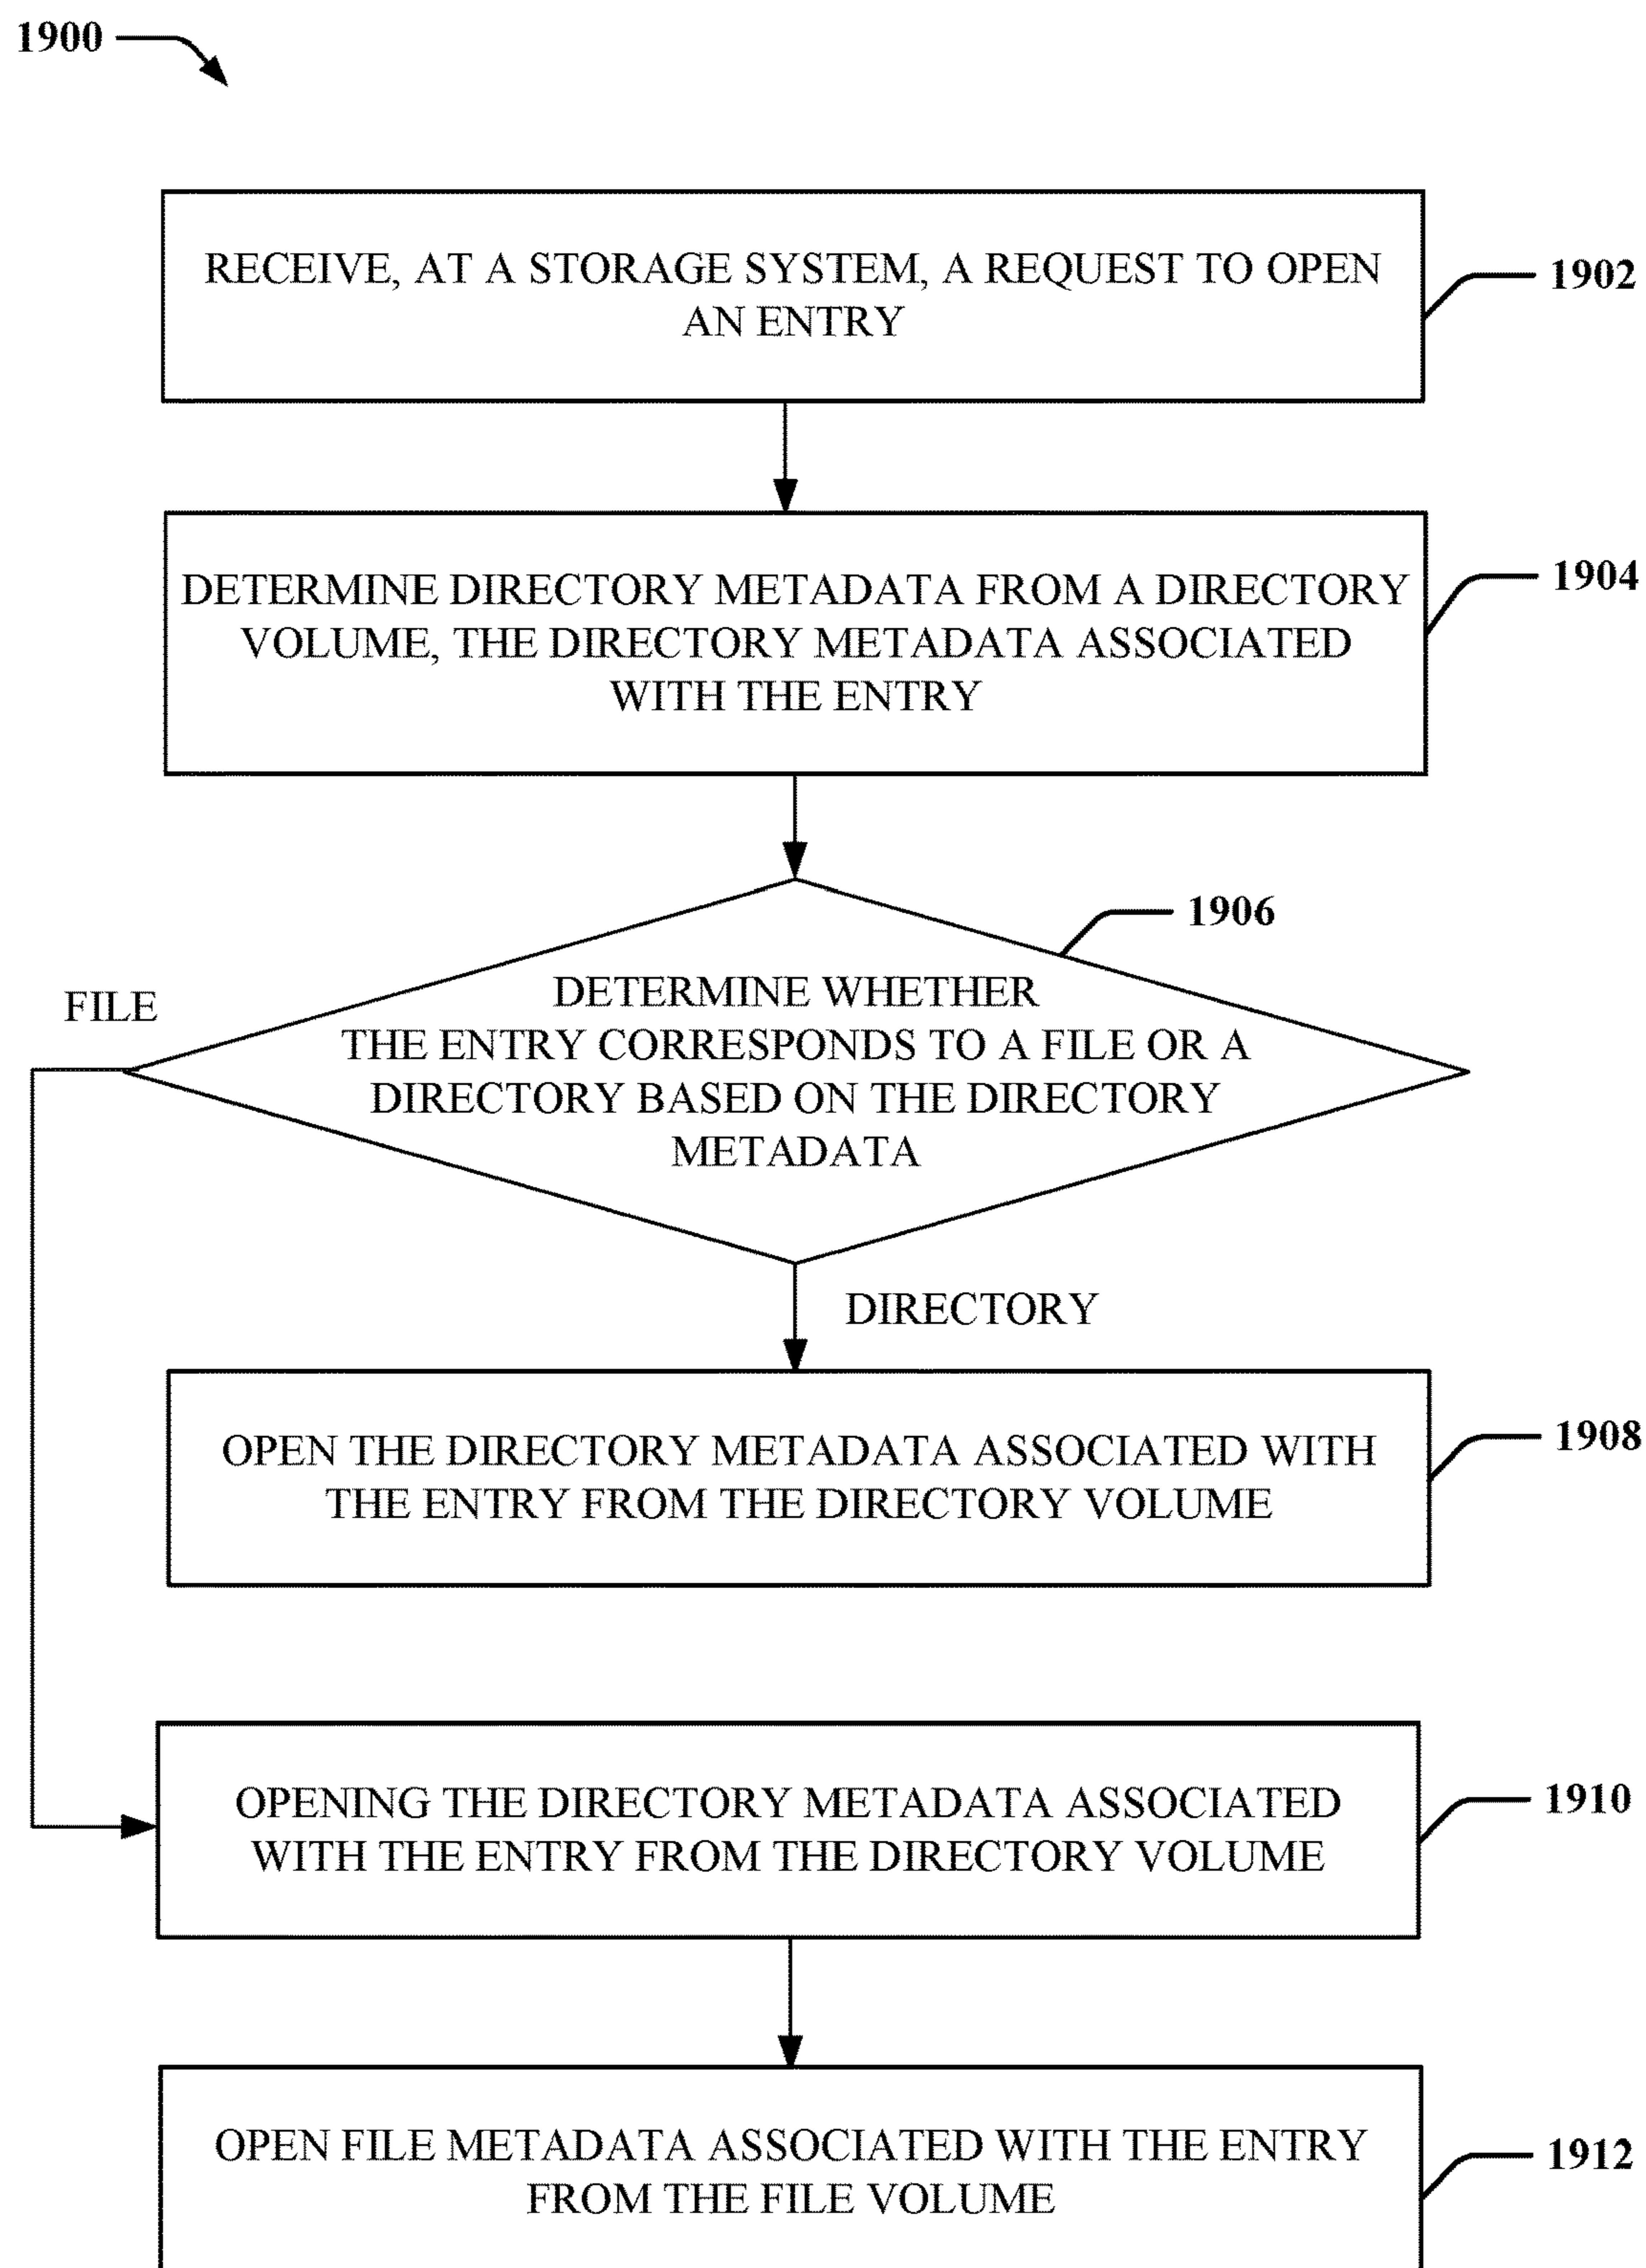 1900
RECEIVE, AT A STORAGE SYSTEM, A REQUEST TO OPEN
AN ENTRY
1902
DETERMINE DIRECTORY METADATA FROM A DIRECTORY
VOLUME, THE DIRECTORY METADATA ASSOCIATED
WITH THE ENTRY
1904
1906
FILE
DETERMINE WHETHER
THE ENTRY CORRESPONDS TO A FILE OR A
DIRECTORY BASED ON THE DIRECTORY
METADATA
DIRECTORY
OPEN THE DIRECTORY METADATA ASSOCIATED WITH
THE ENTRY FROM THE DIRECTORY VOLUME
1908
OPENING THE DIRECTORY METADATA ASSOCIATED
WITH THE ENTRY FROM THE DIRECTORY VOLUME
1910
OPEN FILE METADATA ASSOCIATED WITH THE ENTRY
FROM THE FILE VOLUME
1912